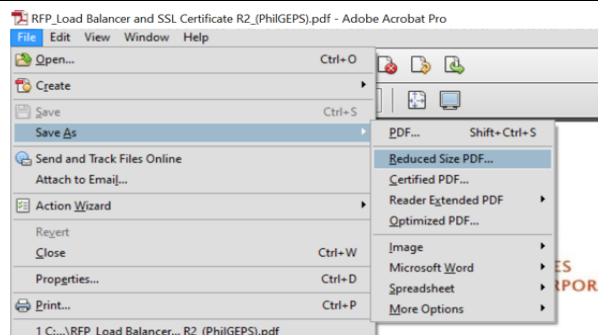 RFP_Load Balancer and SSL Certificate R2_(PhilGEPS).pdf - Adobe Acrobat Pro
File Edit View Window Help
Open... Ctrl+O
Create
Save Ctrl+S
Save As
Send and Track Files Online
Attach to Email...
Action Wizard
Revert
Close Ctrl+W
Properties... Ctrl+D
Print... Ctrl+P
1 C:...\RFP_Load Balancer... R2_(PhilGEPS).pdf
PDF... Shift+Ctrl+S
Reduced Size PDF...
Certified PDF...
Reader Extended PDF
Optimized PDF...
Image
Microsoft Word
Spreadsheet
More Options
ES
RPOR